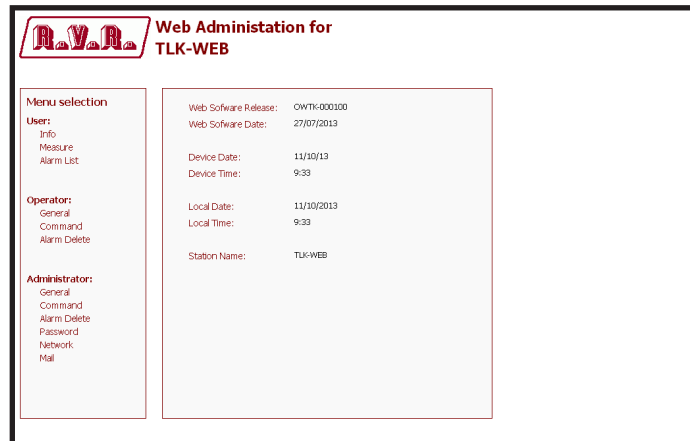 R.V.R.
Web Administation for
TLK-WEB
Menu selection
User:
Info
Measure
Alarm List
Operator:
General
Command
Alarm Delete
Administrator:
General
Command
Alarm Delete
Password
Network
Mail
Web Sofware Release: OWTK-000100
Web Sofware Date: 27/07/2013
Device Date: 11/10/13
Device Time: 9:33
Local Date: 11/10/2013
Local Time: 9:33
Station Name: TLK-WEB